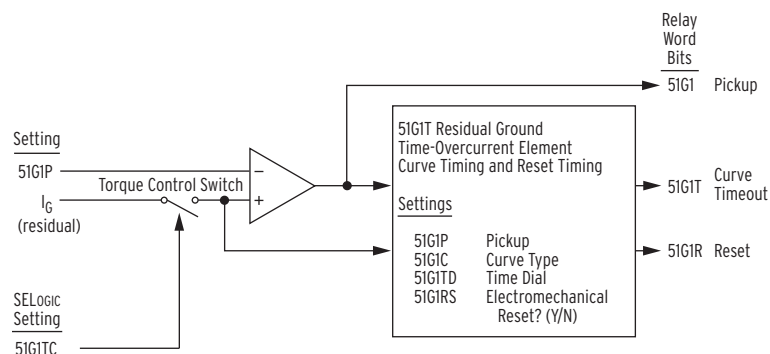 Relay
Word
Bits
51G1 Pickup
Setting
51G1P
Torque Control Switch
IG
(residual)
SELOGIC
Setting
51G1TC
−
+
51G1T Residual Ground
Time-Overcurrent Element
Curve Timing and Reset Timing
Settings
51G1P Pickup
51G1C Curve Type
51G1TD Time Dial
51G1RS Electromechanical
Reset? (Y/N)
51G1T Curve
Timeout
51G1R Reset